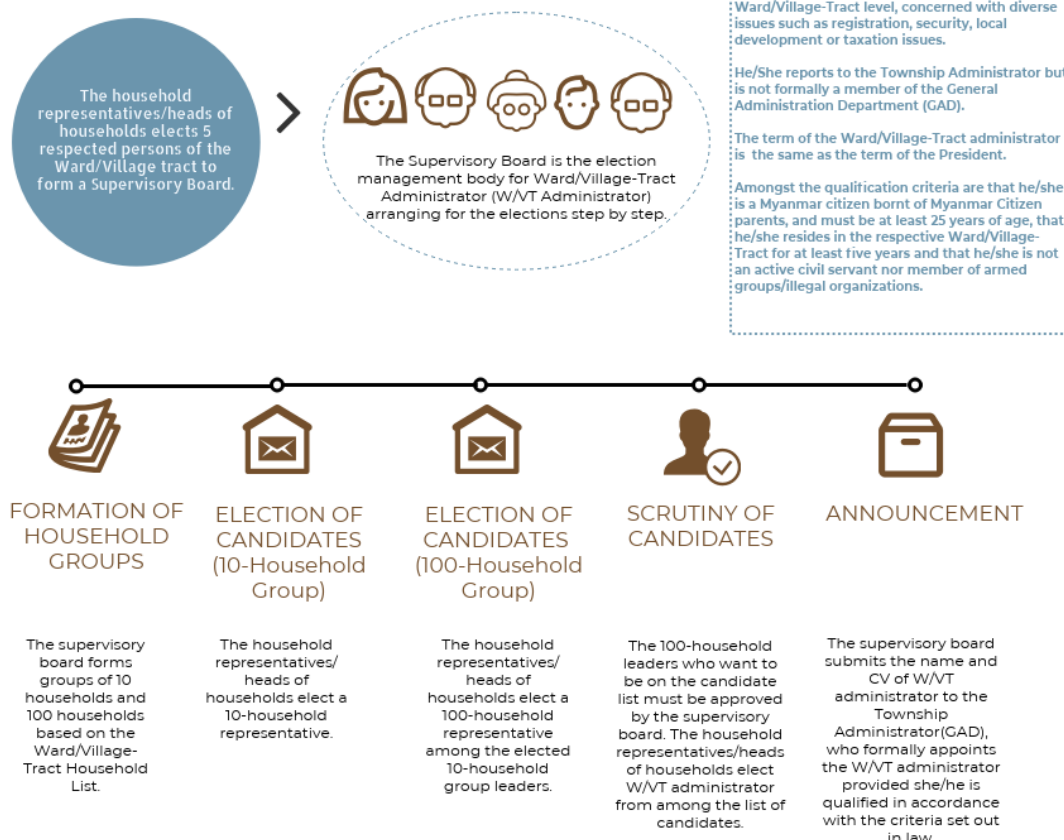 The household
representatives/heads of
households elects 5
respected persons of the
Ward/Village tract to
form a Supervisory Board.
The Supervisory Board is the election
management body for Ward/Village-Tract
Administrator (W/VT Administrator)
arranging for the elections step by step.
Ward/Village-Tract level, concerned with diverse
issues such as registration, security, local
development or taxation issues.
He/She reports to the Township Administrator but
is not formally a member of the General
Administration Department (GAD).
The term of the Ward/Village-Tract administrator
is the same as the term of the President.
Amongst the qualification criteria are that he/she
is a Myanmar citizen bornt of Myanmar Citizen
parents, and must be at least 25 years of age, that
he/she resides in the respective Ward/Village-
Tract for at least five years and that he/she is not
an active civil servant nor member of armed
groups/illegal organizations.
FORMATION OF
HOUSEHOLD
GROUPS
The supervisory
board forms
groups of 10
households and
100 households
based on the
Ward/Village-
Tract Household
List.
ELECTION OF
CANDIDATES
(10-Household
Group)
The household
representatives/
heads of
households elect a
10-household
representative.
ELECTION OF
CANDIDATES
(100-Household
Group)
The household
representatives/
heads of
households elect a
100-household
representative
among the elected
10-household
group leaders.
SCRUTINY OF
CANDIDATES
The 100-household
leaders who want to
be on the candidate
list must be approved
by the supervisory
board. The household
representatives/heads
of households elect
W/VT administrator
from among the list of
candidates.
ANNOUNCEMENT
The supervisory board
submits the name and
CV of W/VT
administrator to the
Township
Administrator(GAD),
who formally appoints
the W/VT administrator
provided she/he is
qualified in accordance
with the criteria set out
in law